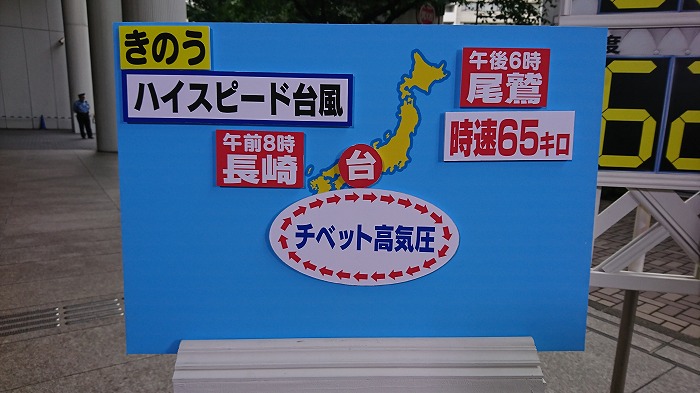 きのう
ハイスピード台風
午後6時
尾鷲
時速65キロ
午前8時
長崎
台
チベット高気圧
度